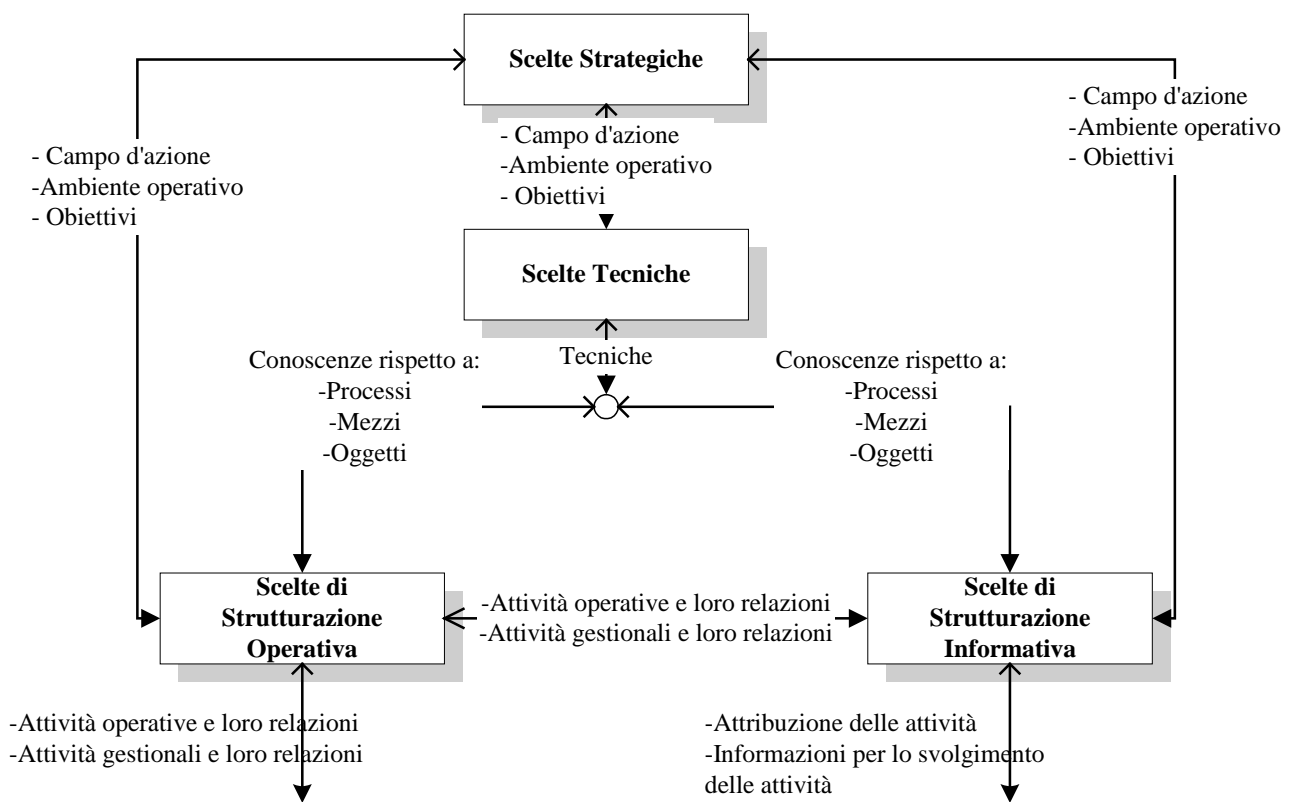 Scelte Strategiche
- Campo d'azione
-Ambiente operativo
- Obiettivi
- Campo d'azione
-Ambiente operativo
- Obiettivi
- Campo d'azione
-Ambiente operativo
- Obiettivi
Scelte Tecniche
Conoscenze rispetto a:
-Processi
-Mezzi
-Oggetti
Tecniche
Conoscenze rispetto a:
-Processi
-Mezzi
-Oggetti
Scelte di
Strutturazione
Operativa
-Attività operative e loro relazioni
-Attività gestionali e loro relazioni
Scelte di
Strutturazione
Informativa
-Attività operative e loro relazioni
-Attività gestionali e loro relazioni
-Attribuzione delle attività
-Informazioni per lo svolgimento
delle attività